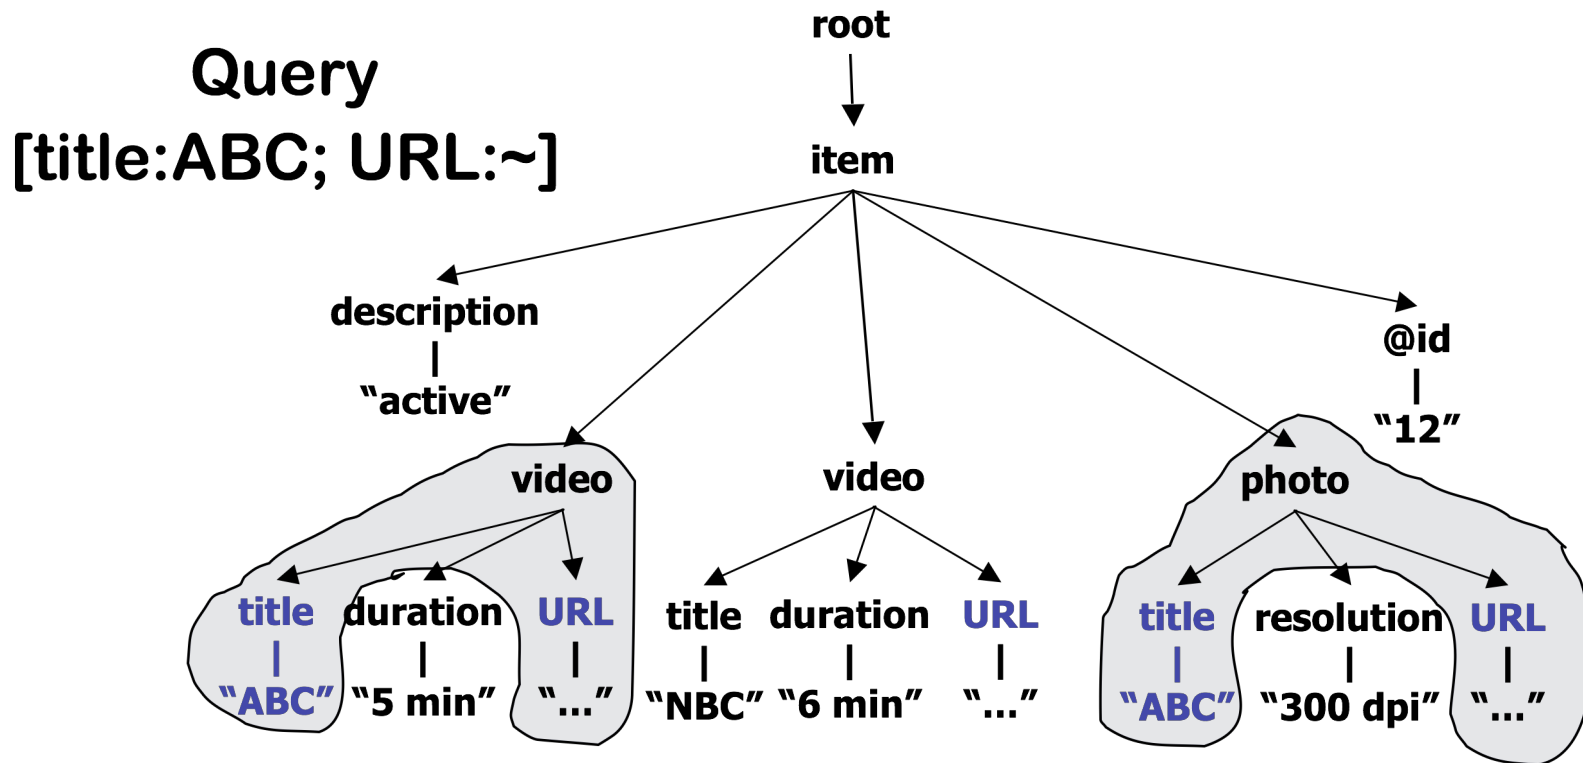 root
Query
[title:ABC; URL:~]
item
description
@id
“active”
“12”
video
video
photo
title duration URL
title duration URL
title resolution URL
“ABC” “5 min” “...”
“NBC” “6 min” “...”
“ABC” “300 dpi” “...”